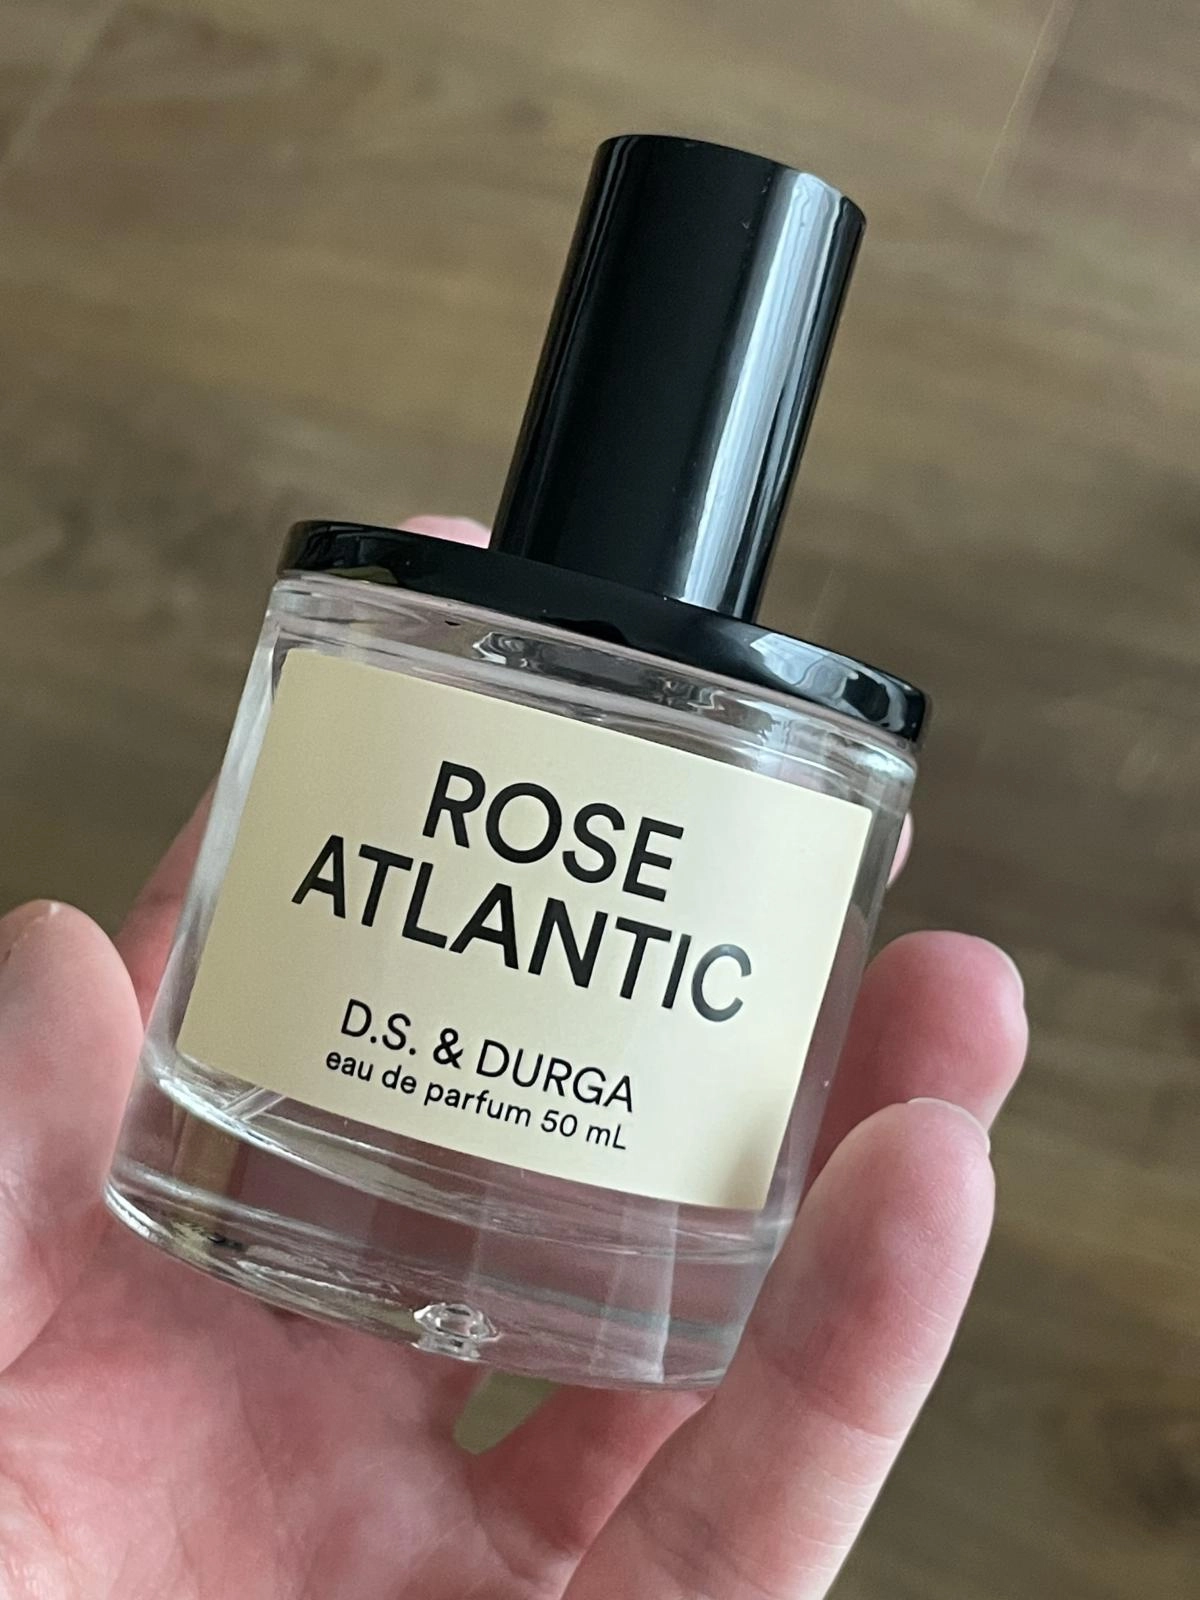 ROSE
ATLANTIC
D.S. & DURGA
eau de parfum 50 mL